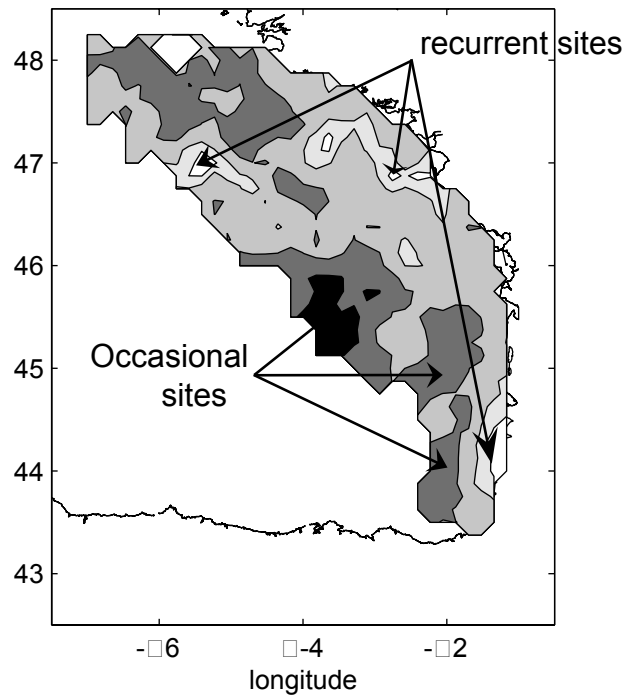 recurrent sites
48
47
46
Occasional
sites
45
44
43
-□6 □-4 -□2
longitude